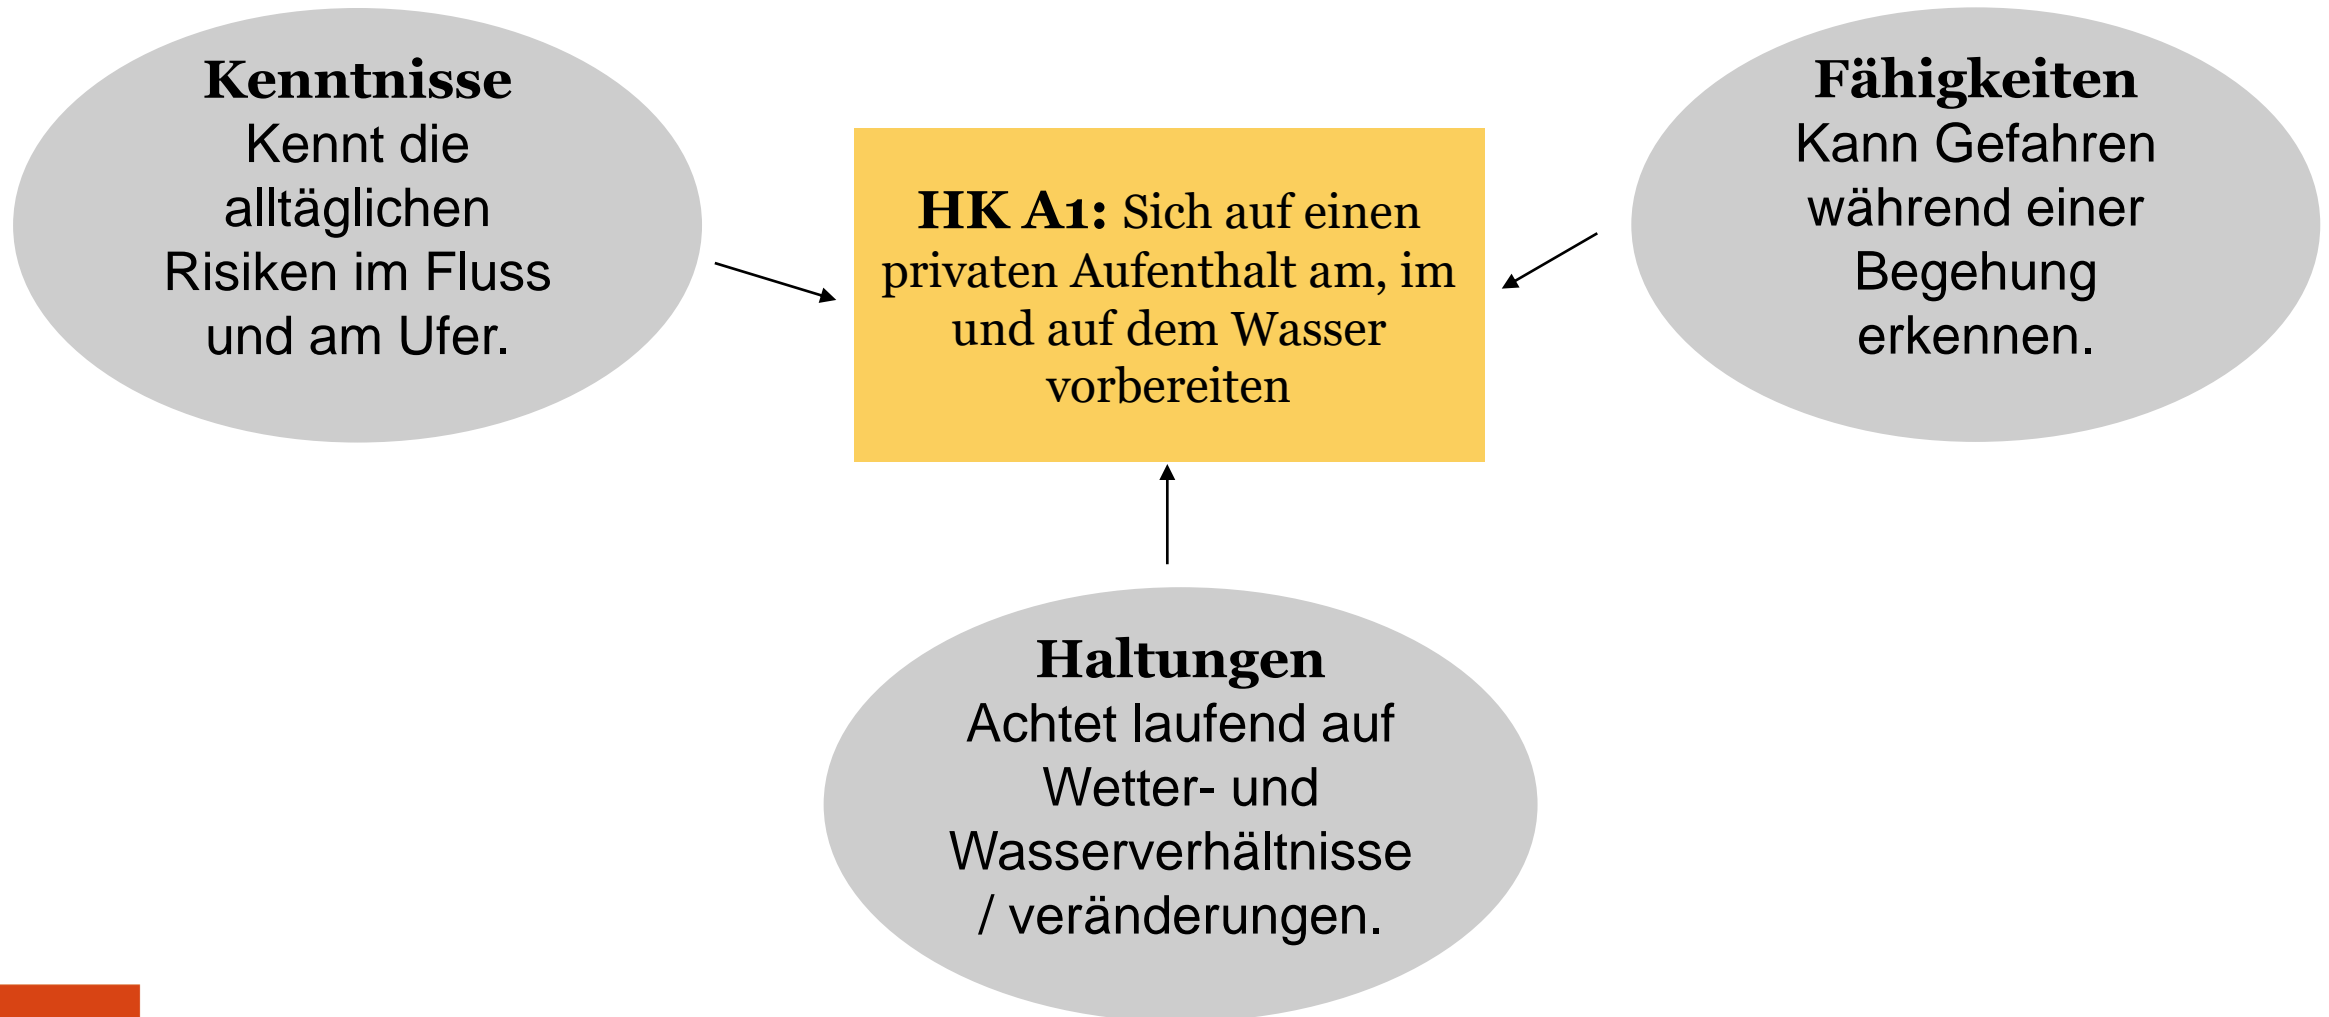 Kenntnisse
Kennt die
alltäglichen
Risiken im Fluss
und am Ufer.
HK A1: Sich auf einen
privaten Aufenthalt am, im
und auf dem Wasser
vorbereiten
Fähigkeiten
Kann Gefahren
während einer
Begehung
erkennen.
Haltungen
Achtet laufend auf
Wetter- und
Wasserverhältnisse
/ veränderungen.